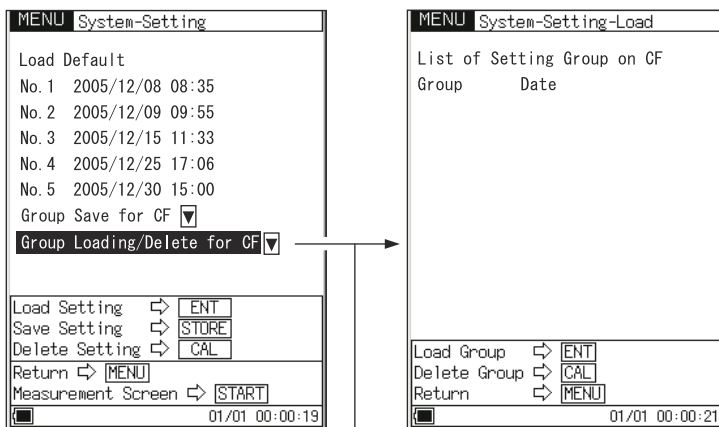 MENU System-Setting
Load Default
No.1 2005/12/08 08:35
No.2 2005/12/09 09:55
No.3 2005/12/15 11:33
No.4 2005/12/25 17:06
No.5 2005/12/30 15:00
Group Save for CF ▼
Group Loading/Delete for CF ▼
Load Setting ⇨ ENT
Save Setting ⇨ STORE
Delete Setting ⇨ CAL
Return ⇨ MENU
Measurement Screen ⇨ START
01/01 00:00:19
MENU System-Setting-Load
List of Setting Group on CF
Group Date
Load Group ⇨ ENT
Delete Group ⇨ CAL
Return ⇨ MENU
01/01 00:00:21